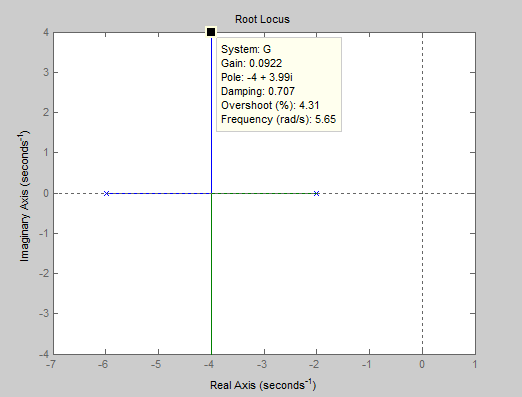 Root Locus
System: G
Gain: 0.0922
Pole: -4 + 3.99i
Damping: 0.707
Overshoot (%): 4.31
Frequency (rad/s): 5.65
Imaginary Axis (seconds⁻¹)
4
3
2
1
0
-1
-2
-3
-4
-7 -6 -5 -4 -3 -2 -1 0 1
Real Axis (seconds⁻¹)